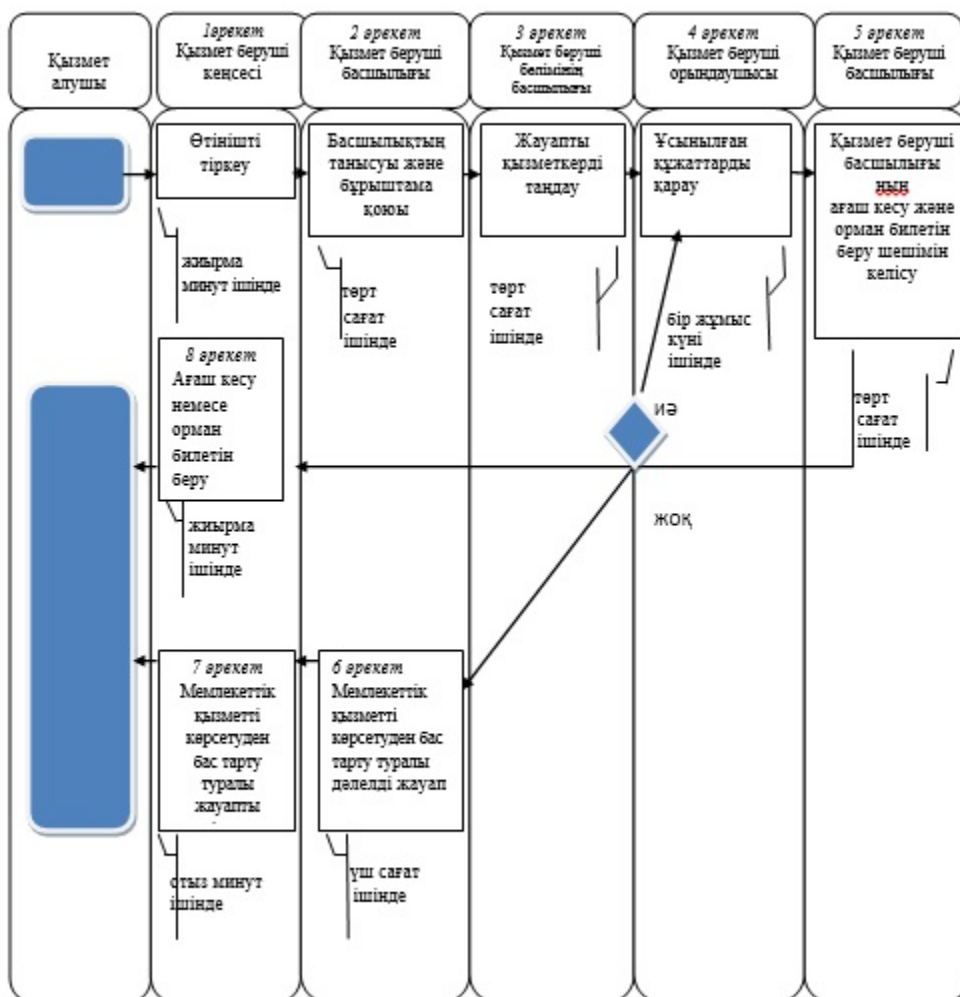 Қызмет
алушы
1әрекет
Қызмет беруші
кеңсесі
2 әрекет
Қызмет беруші
басшылығы
3 әрекет
Қызмет беруші
бөлімінің
басшылығы
4 әрекет
Қызмет беруші
орындаушысы
5 әрекет
Қызмет беруші
басшылығы
Өтінішті
тіркеу
Басшылықтың
танысуы және
бұрыштама
қоюы
Жауапты
қызметкерді
таңдау
Ұсынылған
құжаттарды
қарау
Қызмет беруші
басшылығы
ның
ағаш кесу және
орман билетін
беру шешімін
келісу
жиырма
минут ішінде
төрт
сағат
ішінде
төрт
сағат
ішінде
бір жұмыс
күні
ішінде
төрт
сағат
ішінде
8 әрекет
Ағаш кесу
немесе
орман
билетін
беру
иә
жоқ
жиырма
минут
ішінде
7 әрекет
Мемлекеттік
қызметті
көрсетуден
бас тарту
туралы
жауапты
6 әрекет
Мемлекеттік
қызметті
көрсетуден бас
тарту туралы
дәлелді жауап
отыз минут
ішінде
үш сағат
ішінде